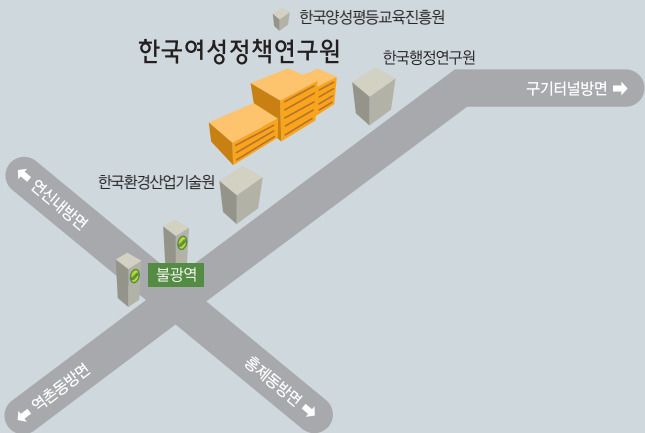 한국양성평등교육진흥원
한국여성정책연구원
한국행정연구원
구기터널방면
한국환경산업기술원
연신내방면
불광역
역촌동방면
홍제동방면